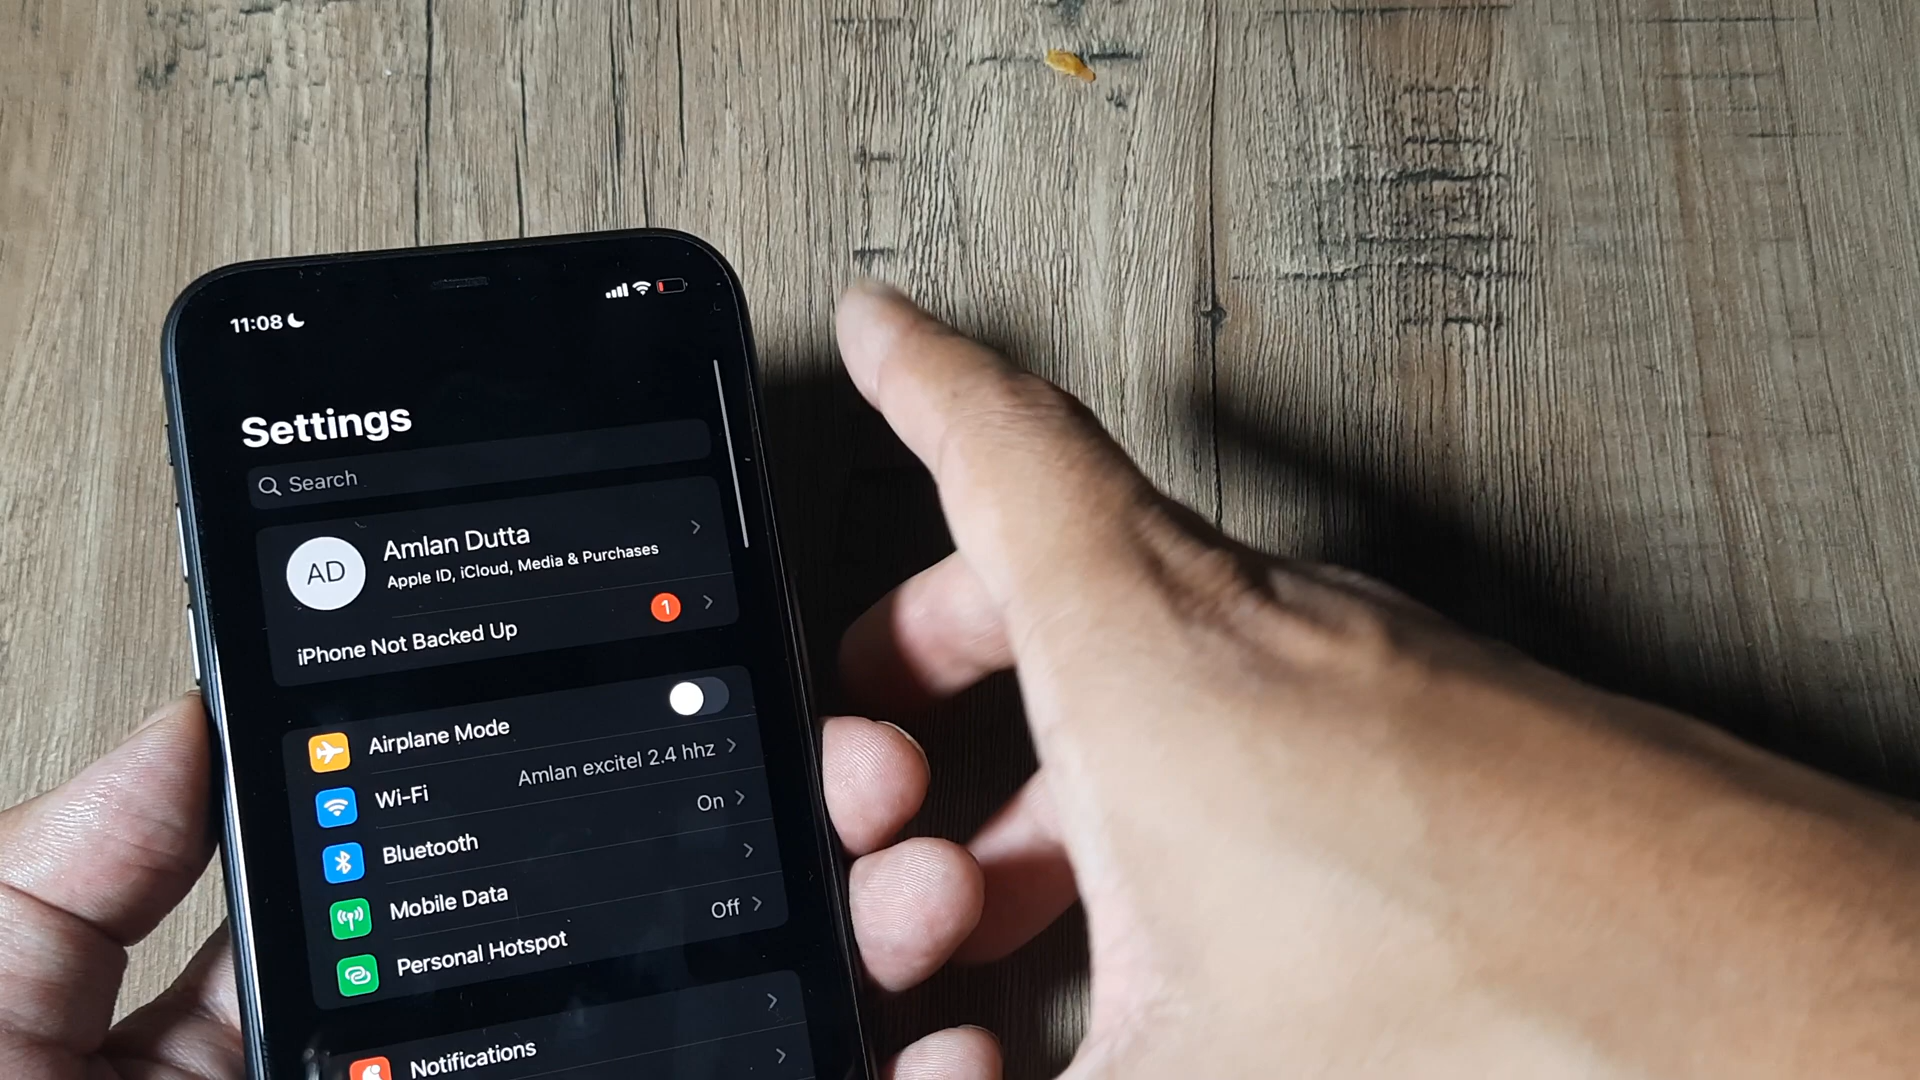 11:08
Settings
Search
AD
Amlan Dutta
Apple ID, iCloud, Media & Purchases
iPhone Not Backed Up 1
Airplane Mode
Wi-Fi Amlan excitel 2.4 hhz
Bluetooth On
Mobile Data
Personal Hotspot Off
Notifications